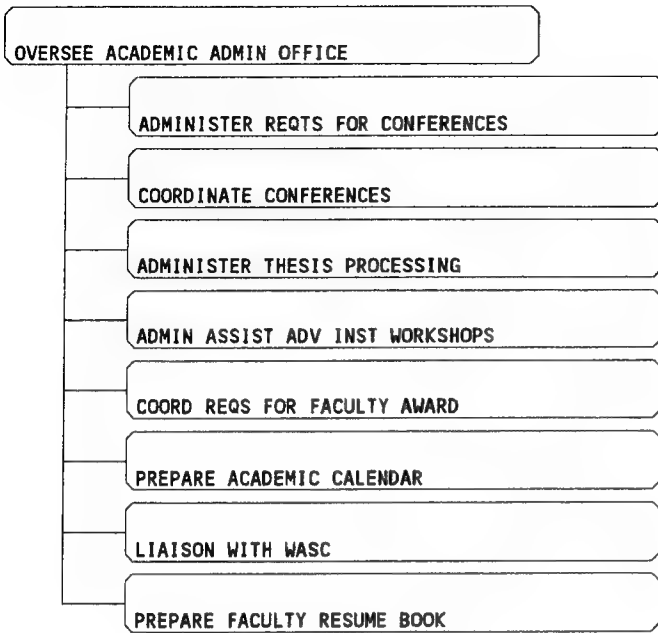 OVERSEE ACADEMIC ADMIN OFFICE
ADMINISTER REQTS FOR CONFERENCES
COORDINATE CONFERENCES
ADMINISTER THESIS PROCESSING
ADMIN ASSIST ADV INST WORKSHOPS
COORD REQS FOR FACULTY AWARD
PREPARE ACADEMIC CALENDAR
LIAISON WITH WASC
PREPARE FACULTY RESUME BOOK